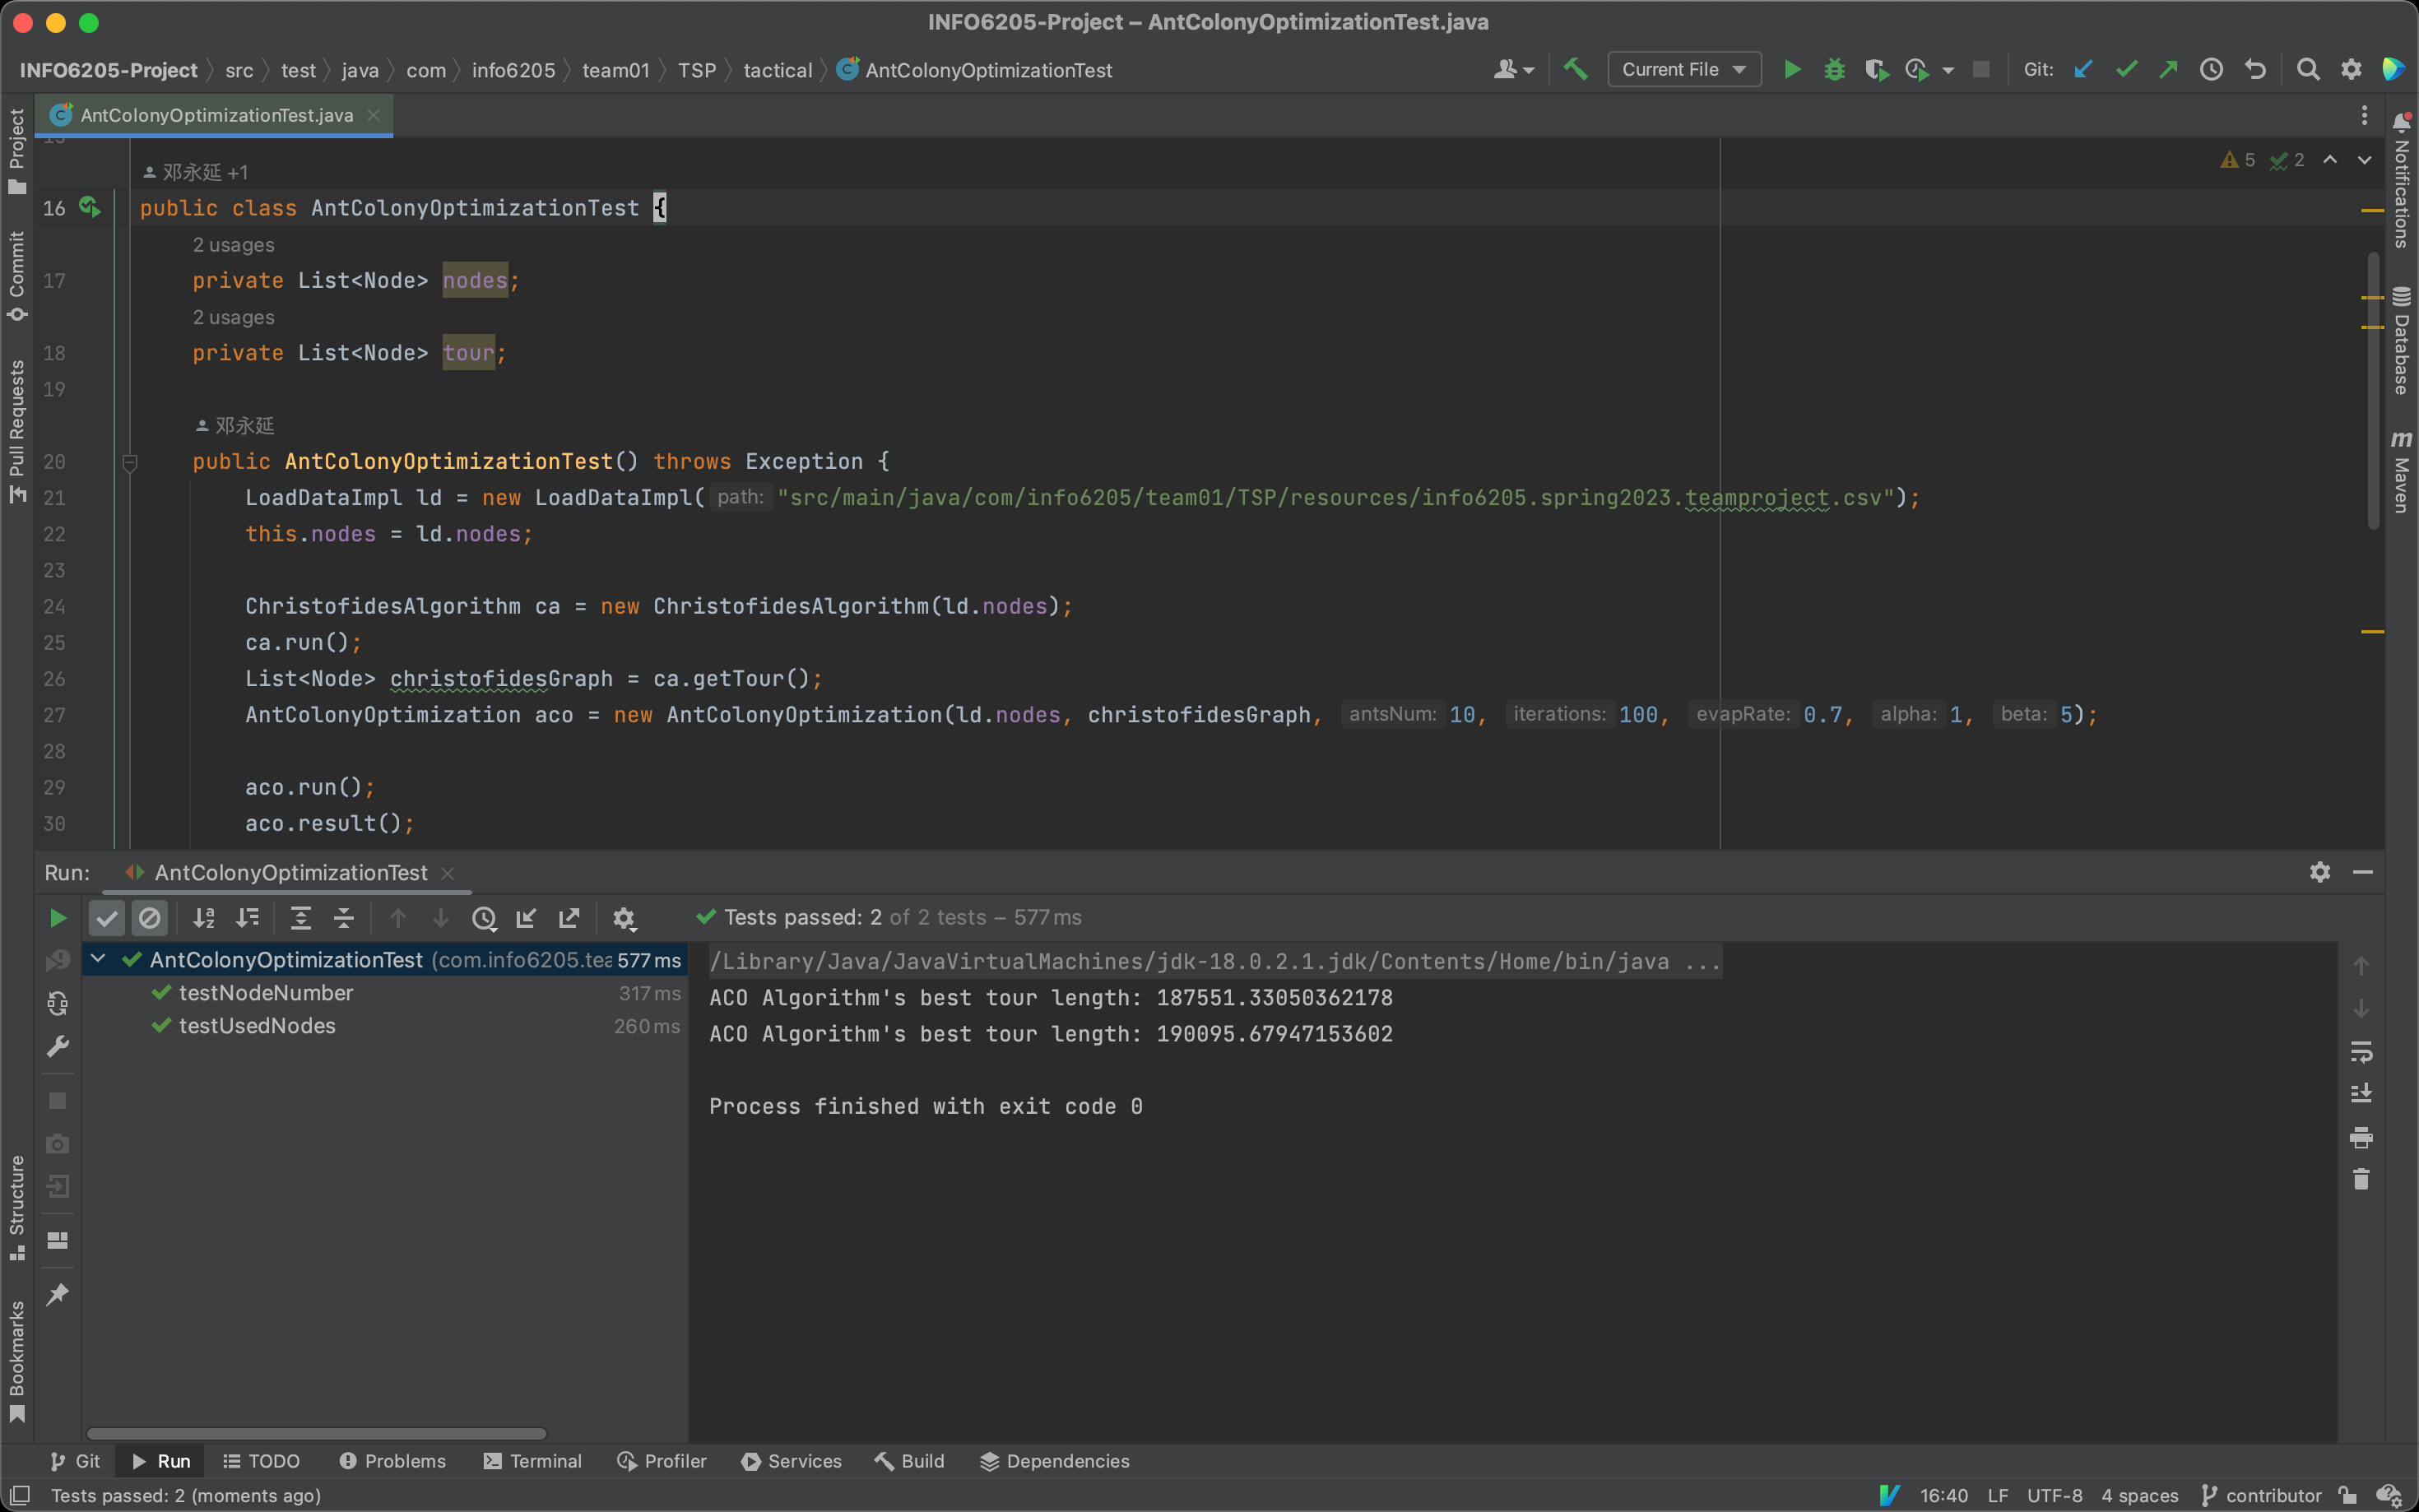 INFO6205-Project – AntColonyOptimizationTest.java
INFO6205-Project src test java com info6205 team01 TSP tactical AntColonyOptimizationTest Current File Git:
AntColonyOptimizationTest.java
邓永延 +1
5 2
16 public class AntColonyOptimizationTest {
2 usages
17 private List<Node> nodes;
2 usages
18 private List<Node> tour;
19
邓永延
20 public AntColonyOptimizationTest() throws Exception {
21 LoadDataImpl ld = new LoadDataImpl( path: "src/main/java/com/info6205/team01/TSP/resources/info6205.spring2023.teamproject.csv");
22 this.nodes = ld.nodes;
23
24 ChristofidesAlgorithm ca = new ChristofidesAlgorithm(ld.nodes);
25 ca.run();
26 List<Node> christofidesGraph = ca.getTour();
27 AntColonyOptimization aco = new AntColonyOptimization(ld.nodes, christofidesGraph, antsNum: 10, iterations: 100, evapRate: 0.7, alpha: 1, beta: 5);
28
29 aco.run();
30 aco.result();
Project
Commit
Pull Requests
Structure
Bookmarks
Notifications
Database
Maven
Run: AntColonyOptimizationTest
Tests passed: 2 of 2 tests – 577 ms
AntColonyOptimizationTest (com.info6205.tea 577 ms
testNodeNumber 317 ms
testUsedNodes 260 ms
/Library/Java/JavaVirtualMachines/jdk-18.0.2.1.jdk/Contents/Home/bin/java ...
ACO Algorithm's best tour length: 187551.33050362178
ACO Algorithm's best tour length: 190095.67947153602
Process finished with exit code 0
Git Run TODO Problems Terminal Profiler Services Build Dependencies
Tests passed: 2 (moments ago) 16:40 LF UTF-8 4 spaces contributor